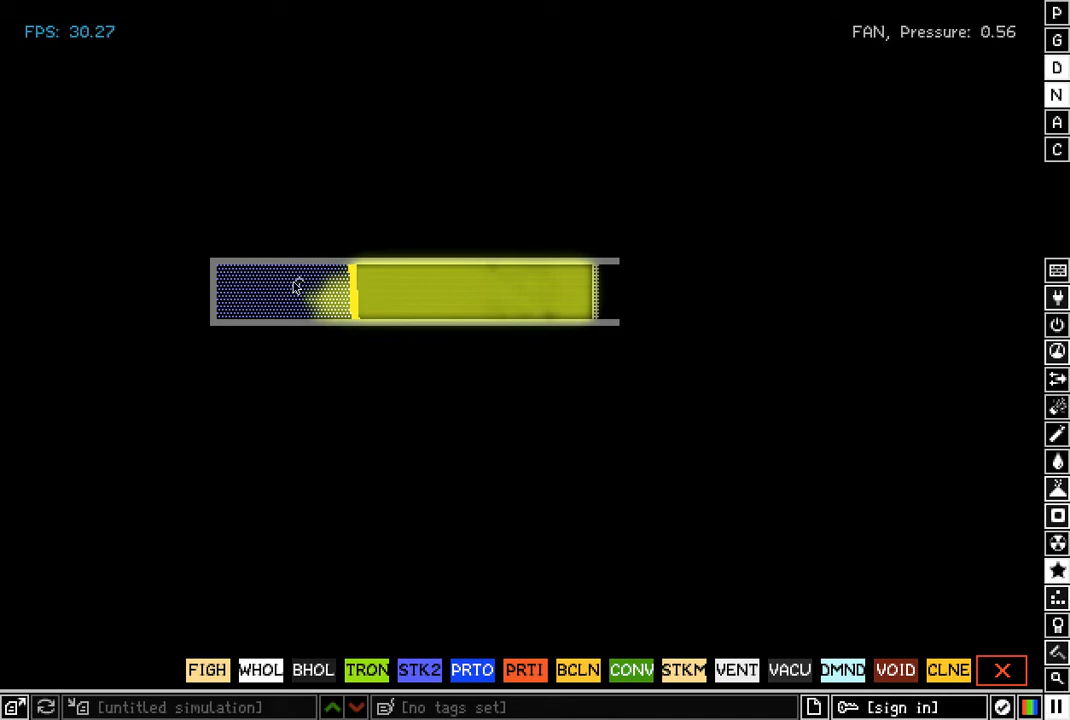 FPS: 30.27
FAN, Pressure: 0.56
P
G
D
N
A
C
FIGH WHOL BHOL TRON STK2 PRTO PRTI BCLN CONV STKM VENT VACU DMND VOID CLNE
[untitled simulation] [no tags set] [sign in]